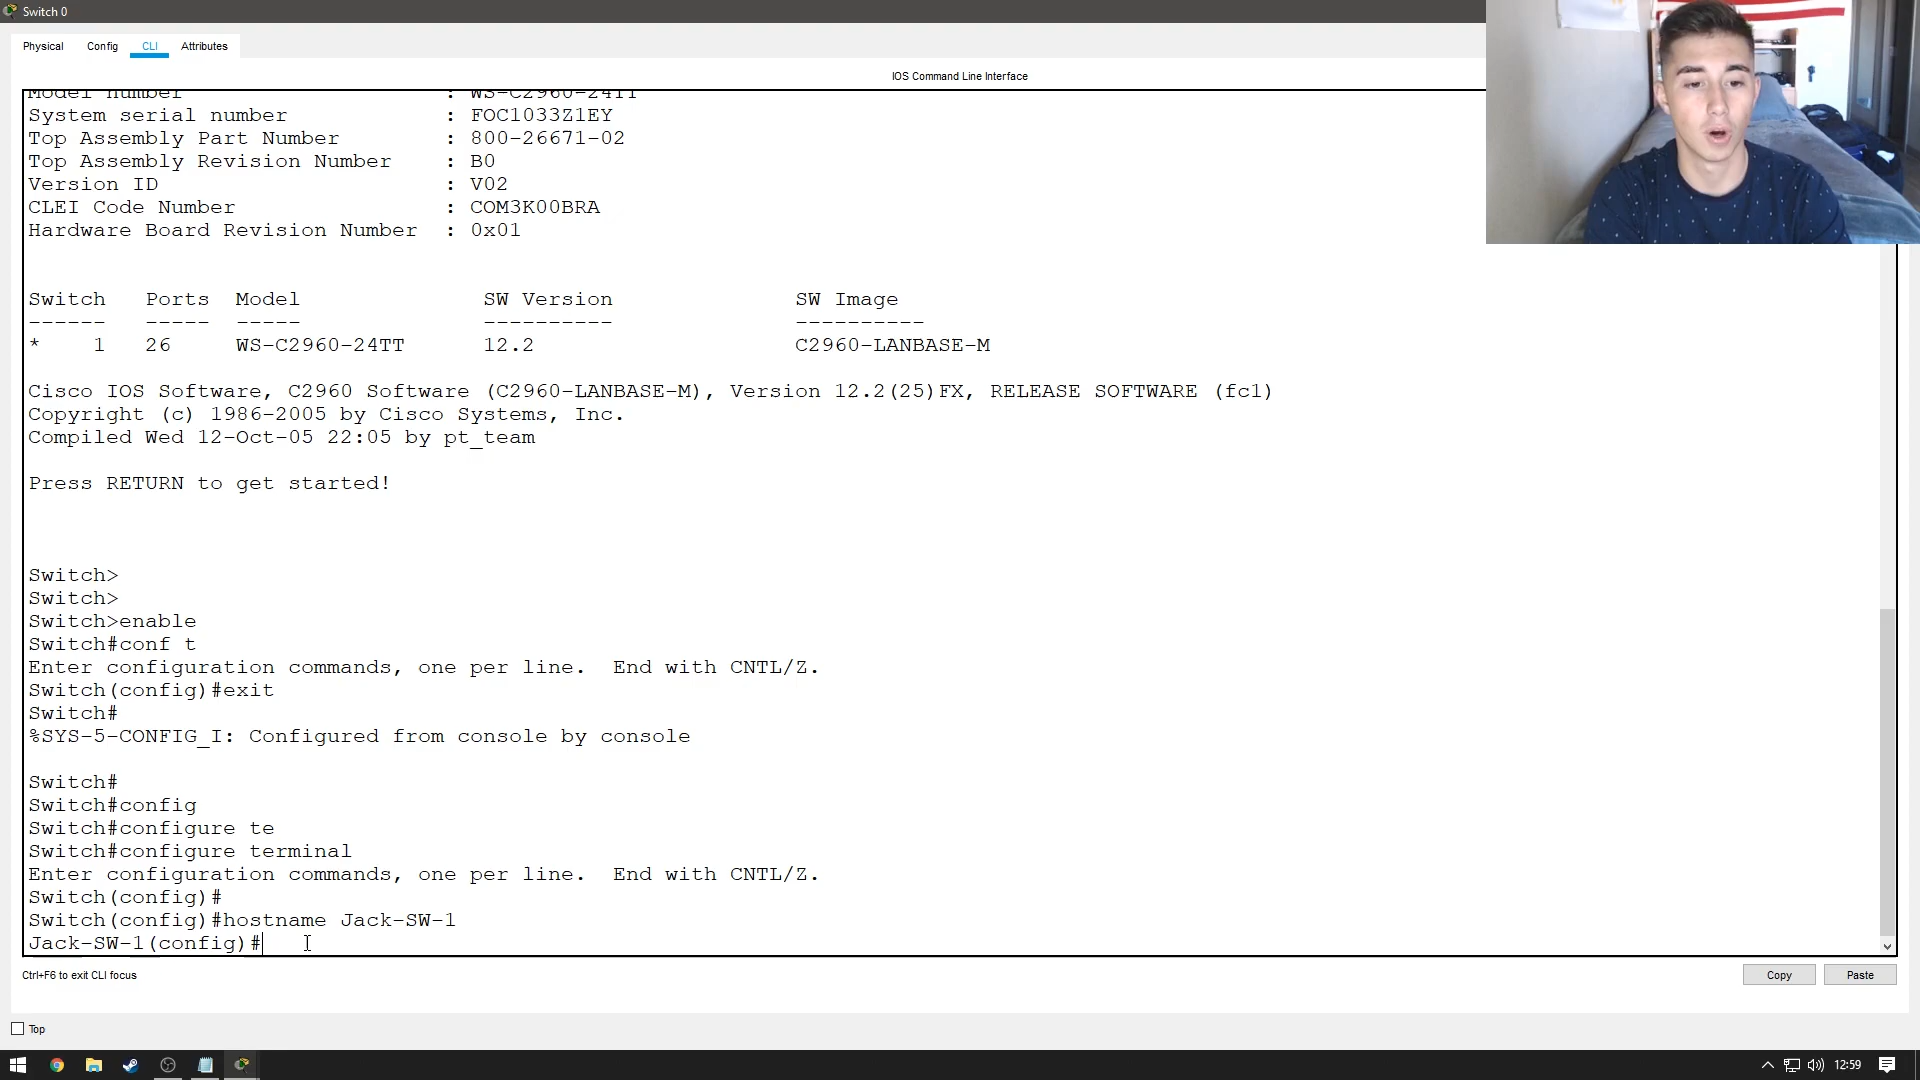 Switch 0
Physical Config CLI Attributes
IOS Command Line Interface
Model number : WS-C2960-24TT
System serial number : FOC1033Z1EY
Top Assembly Part Number : 800-26671-02
Top Assembly Revision Number : B0
Version ID : V02
CLEI Code Number : COM3K00BRA
Hardware Board Revision Number : 0x01
Switch Ports Model SW Version SW Image
------ ----- ----- ---------- ----------
* 1 26 WS-C2960-24TT 12.2 C2960-LANBASE-M
Cisco IOS Software, C2960 Software (C2960-LANBASE-M), Version 12.2(25)FX, RELEASE SOFTWARE (fc1)
Copyright (c) 1986-2005 by Cisco Systems, Inc.
Compiled Wed 12-Oct-05 22:05 by pt_team
Press RETURN to get started!
Switch>
Switch>
Switch>enable
Switch#conf t
Enter configuration commands, one per line. End with CNTL/Z.
Switch(config)#exit
Switch#
%SYS-5-CONFIG_I: Configured from console by console
Switch#
Switch#config
Switch#configure te
Switch#configure terminal
Enter configuration commands, one per line. End with CNTL/Z.
Switch(config)#
Switch(config)#hostname Jack-SW-1
Jack-SW-1(config)#
Ctrl+F6 to exit CLI focus
Copy Paste
Top
12:59